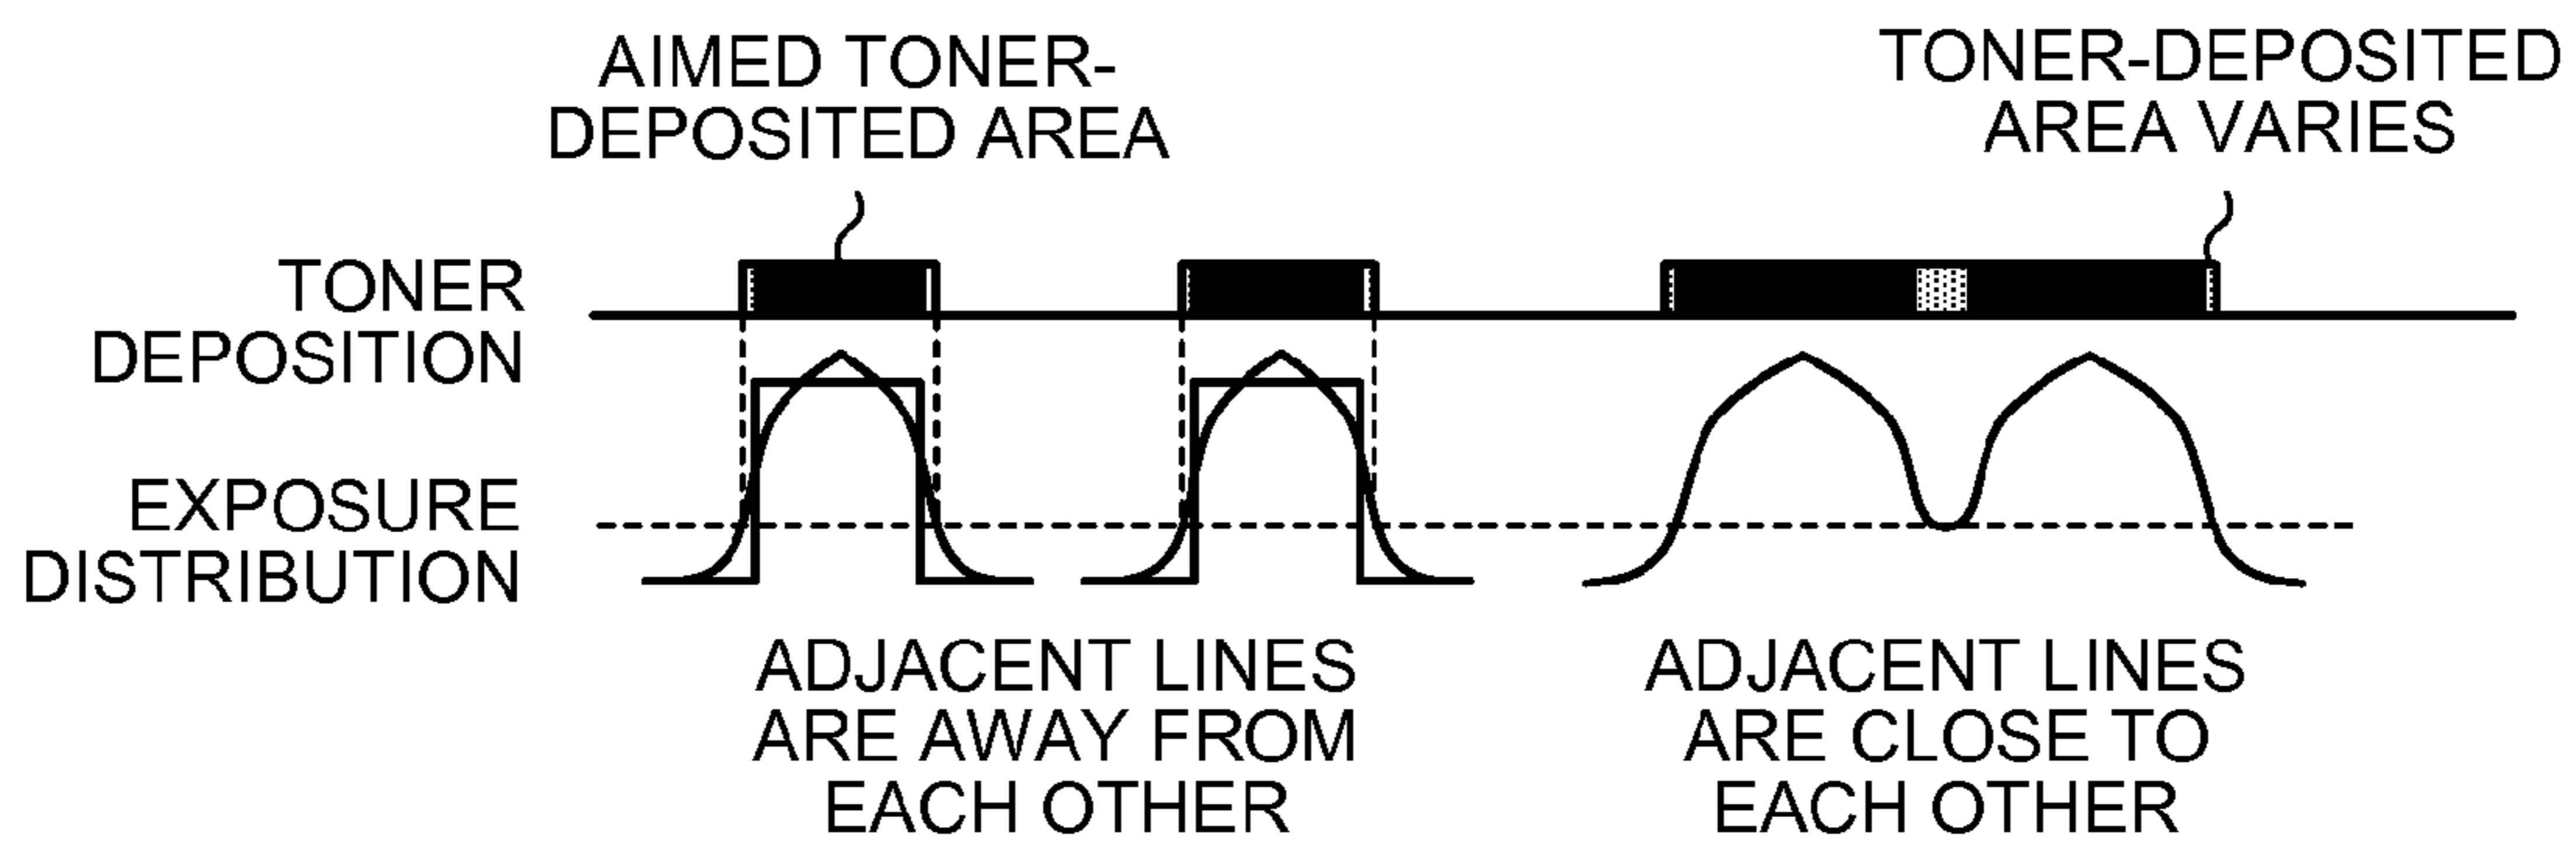 AIMED TONER-
DEPOSITED AREA
TONER-DEPOSITED
AREA VARIES
TONER
DEPOSITION
EXPOSURE
DISTRIBUTION
ADJACENT LINES
ARE AWAY FROM
EACH OTHER
ADJACENT LINES
ARE CLOSE TO
EACH OTHER